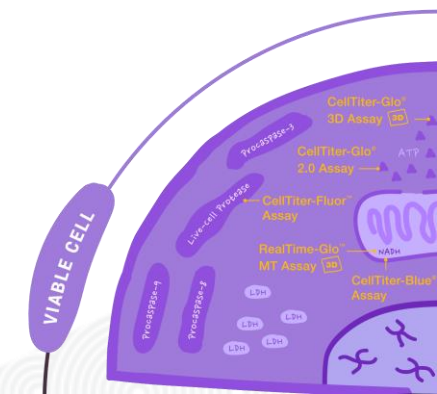 CellTiter-Glo®
3D Assay 3D
Procaspase-3
ATP
CellTiter-Glo®
2.0 Assay
Live-cell Protease
CellTiter-Fluor™
Assay
VIABLE CELL
RealTime-Glo™
MT Assay 3D
NADH
CellTiter-Blue®
Assay
Procaspase-9
Procaspase-8
LDH
LDH
LDH
LDH
LDH